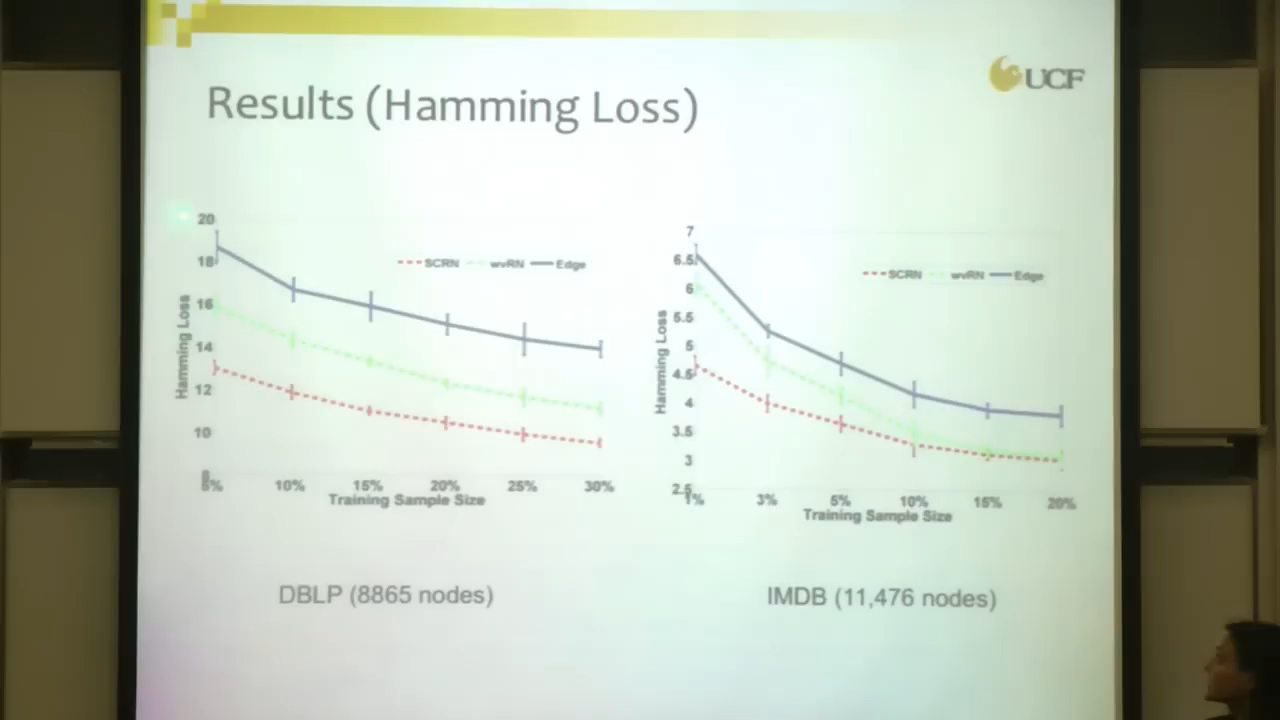 UCF
Results (Hamming Loss)
20
18
16
14
12
10
8
Hamming Loss
SCRN wvRN Edge
5% 10% 15% 20% 25% 30%
Training Sample Size
DBLP (8865 nodes)
7
6.5
6
5.5
5
4.5
4
3.5
3
2.5
Hamming Loss
SCRN wvRN Edge
1% 3% 5% 10% 15% 20%
Training Sample Size
IMDB (11,476 nodes)